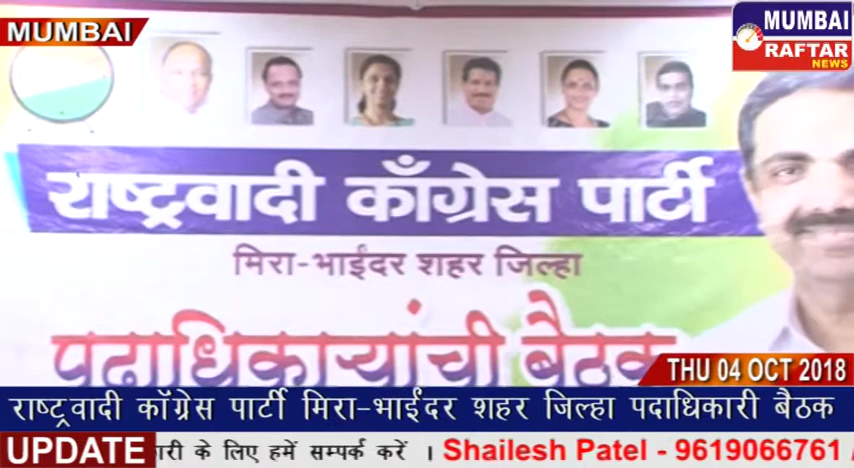 MUMBAI
MUMBAI
RAFTAR
NEWS
राष्ट्रवादी काँग्रेस पार्टी
मिरा-भाईंदर शहर जिल्हा
पदाधिकाऱ्यांची बैठक
THU 04 OCT 2018
राष्ट्रवादी काँग्रेस पार्टी मिरा-भाईंदर शहर जिल्हा पदाधिकारी बैठक
UPDATE
के लिए हमें सम्पर्क करें । Shailesh Patel - 9619066761 /